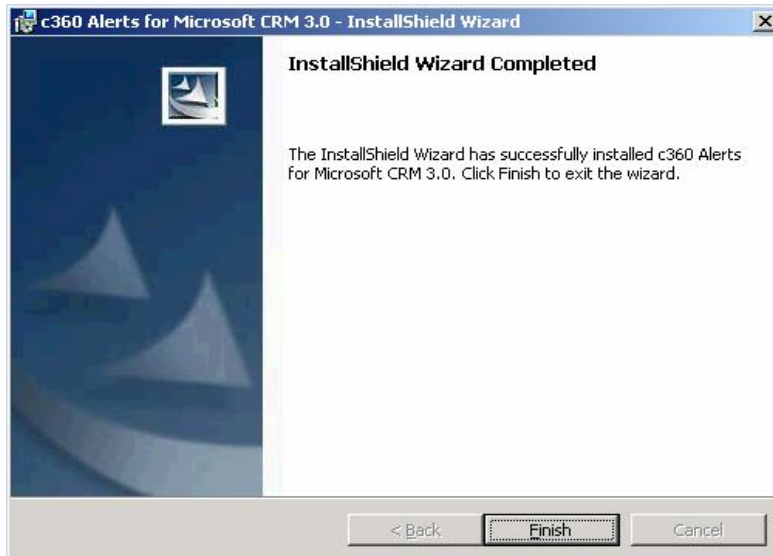 c360 Alerts for Microsoft CRM 3.0 - InstallShield Wizard
InstallShield Wizard Completed
The InstallShield Wizard has successfully installed c360 Alerts
for Microsoft CRM 3.0. Click Finish to exit the wizard.
< Back Finish Cancel